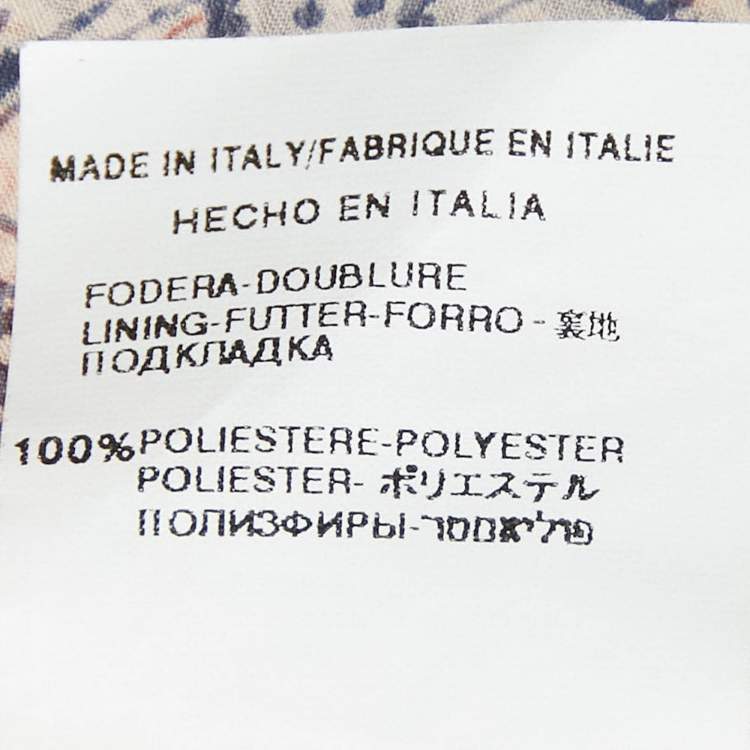 MADE IN ITALY/FABRIQUE EN ITALIE
HECHO EN ITALIA
FODERA-DOUBLURE
LINING-FUTTER-FORRO - 裏地
ПОДКЛАДКА
100% POLIESTERE-POLYESTER
POLIESTER- ポリエステル
ПОЛИЗФИРЫ-פוליאסטר